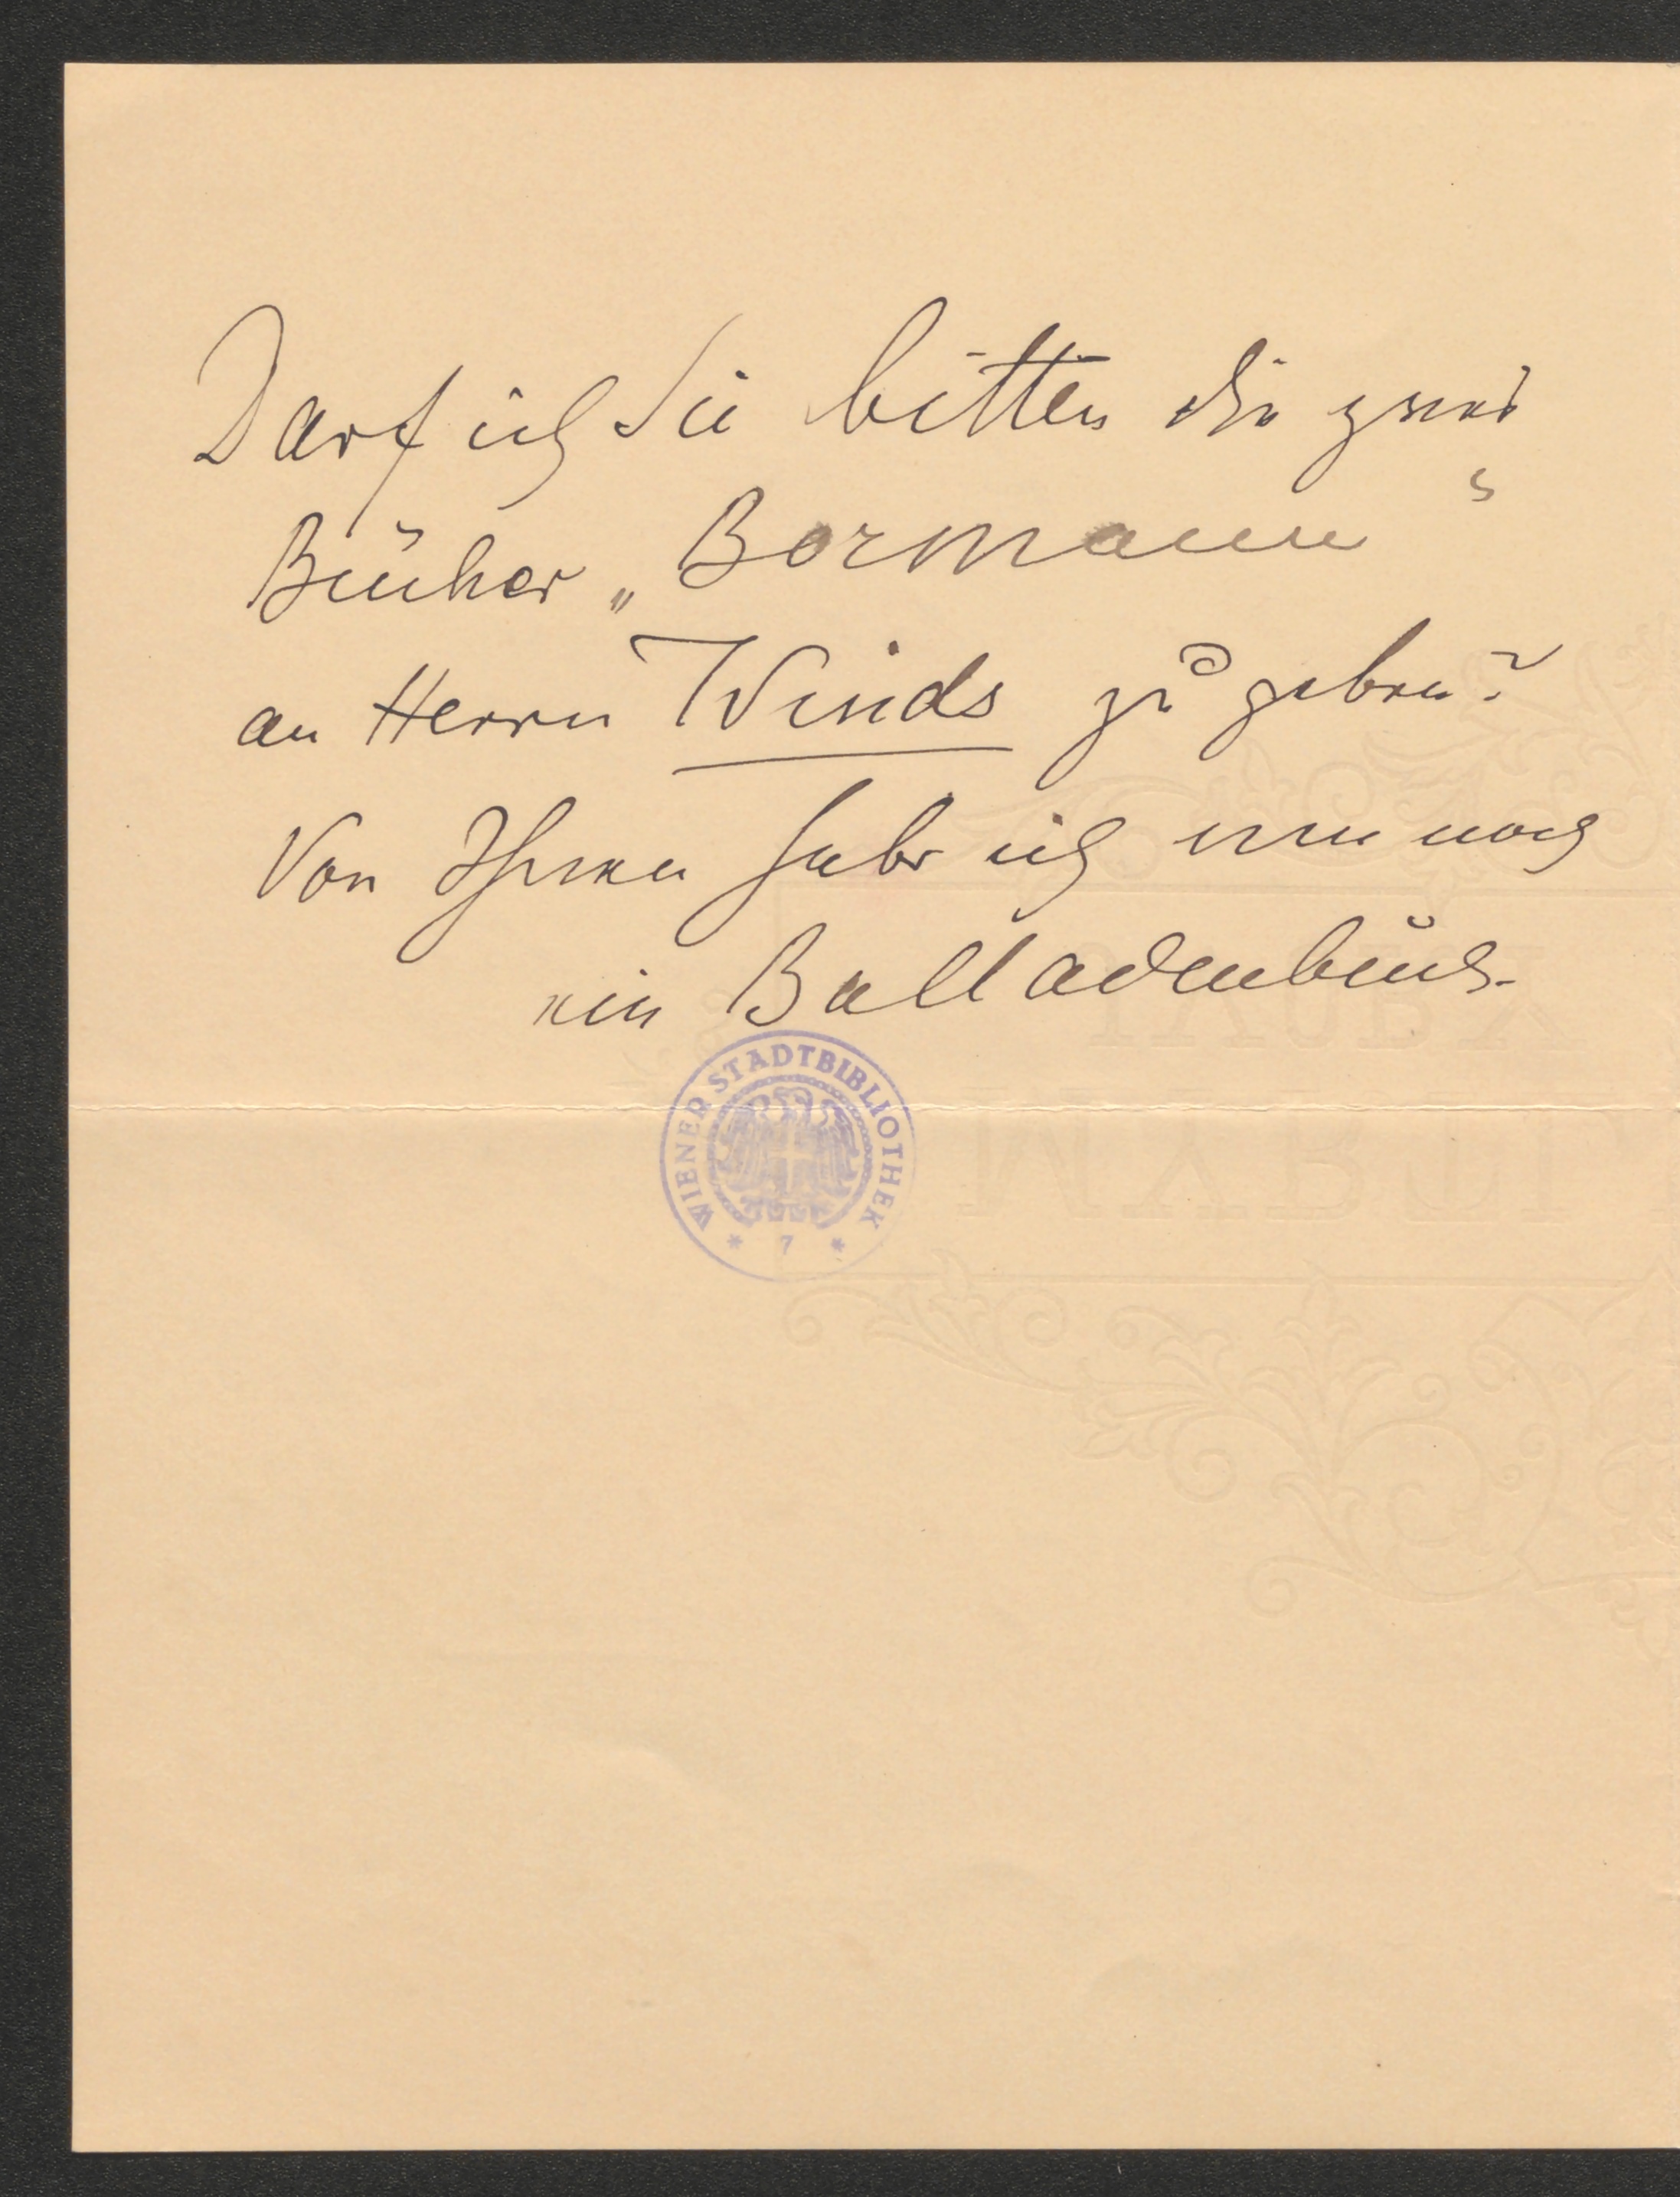 Darf ich Sie bitten die zwei
Bücher „Bormann“
an Herrn Winds zu geben?
Von Ihnen habe ich nun noch
ein Balladenbuch.
WIENER STADTBIBLIOTHEK
* 7 *